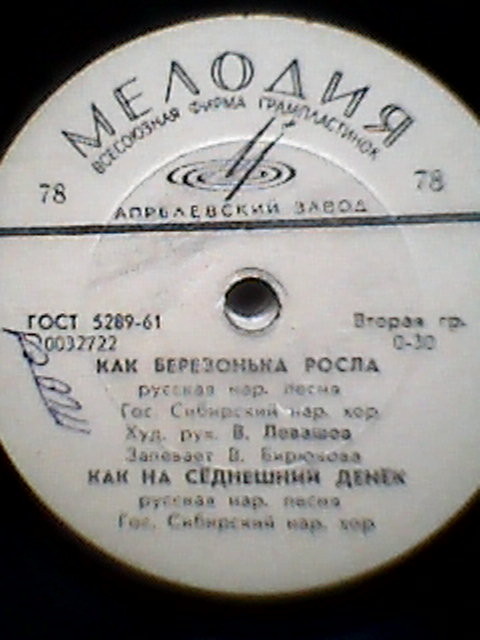 МЕЛОДИЯ
ВСЕСОЮЗНАЯ ФИРМА ГРАМПЛАСТИНОК
78 78
АПРЕЛЕВСКИЙ ЗАВОД
ГОСТ 5289-61 Вторая гр.
0032722 0-30
КАК БЕРЕЗОНЬКА РОСЛА
русская нар. песня
Гос. Сибирский нар. хор
Худ. рук. В. Левашов
Запевает В. Бирюкова
КАК НА СЁДНЕШНИЙ ДЕНЁК
русская нар. песня
Гос. Сибирский нар. хор